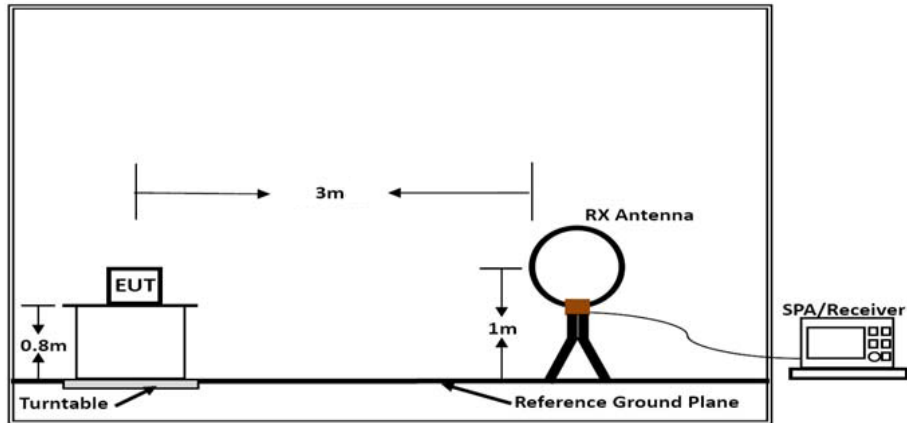 3m
RX Antenna
EUT
SPA/Receiver
1m
0.8m
Turntable
Reference Ground Plane